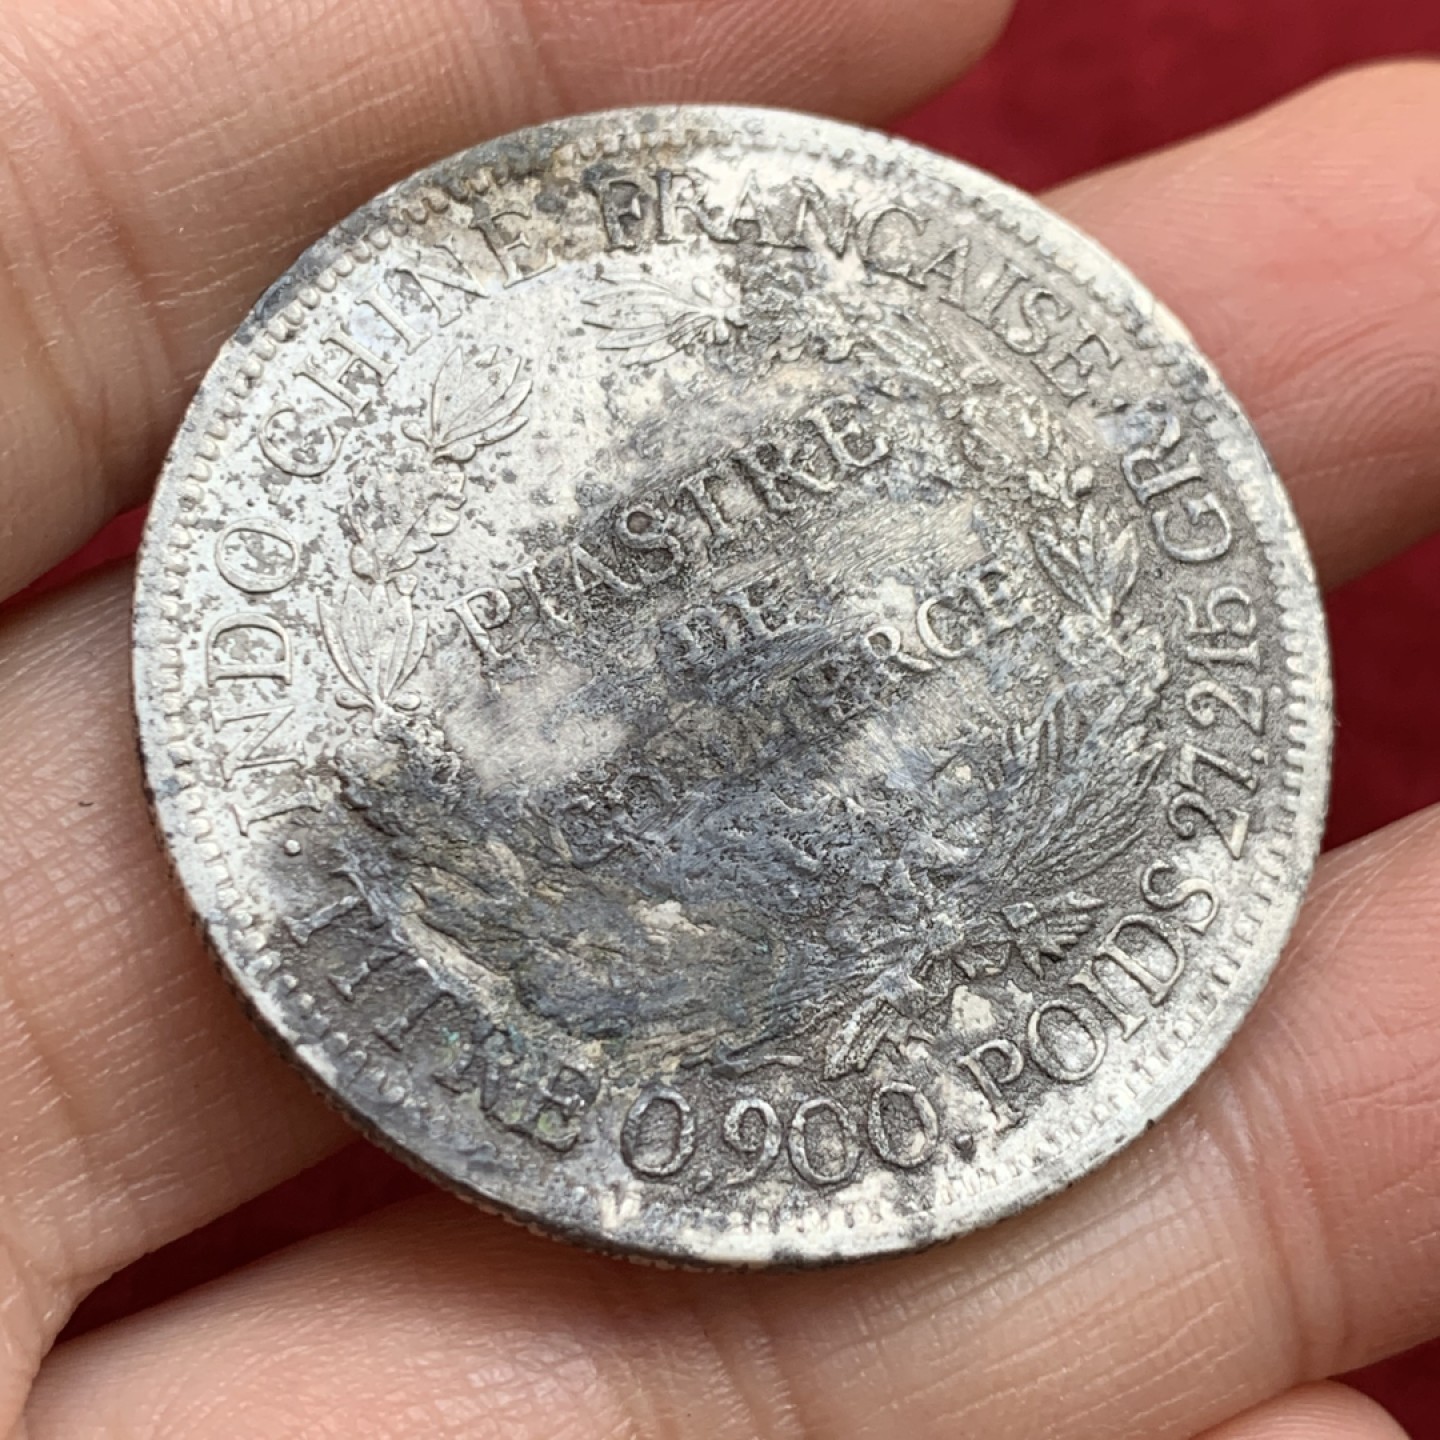 INDO-CHINE FRANCAISE.
TITRE 0,900. POIDS 27.215 GR.
PIASTRE
DE
COMMERCE